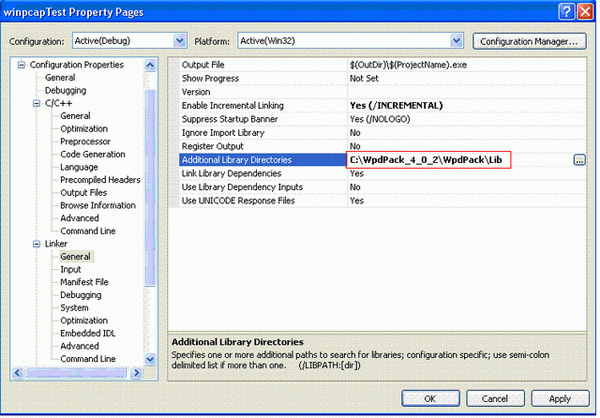 winpcapTest Property Pages
Configuration: Active(Debug) Platform: Active(Win32) Configuration Manager...
Configuration Properties
General
Debugging
C/C++
General
Optimization
Preprocessor
Code Generation
Language
Precompiled Headers
Output Files
Browse Information
Advanced
Command Line
Linker
General
Input
Manifest File
Debugging
System
Optimization
Embedded IDL
Advanced
Command Line
Output File $(OutDir)\$(ProjectName).exe
Show Progress Not Set
Version
Enable Incremental Linking Yes (/INCREMENTAL)
Suppress Startup Banner Yes (/NOLOGO)
Ignore Import Library No
Register Output No
Additional Library Directories C:\WpdPack_4_0_2\WpdPack\Lib ...
Link Library Dependencies Yes
Use Library Dependency Inputs No
Use UNICODE Response Files Yes
Additional Library Directories
Specifies one or more additional paths to search for libraries; configuration specific; use semi-colon
delimited list if more than one. (/LIBPATH:[dir])
OK Cancel Apply